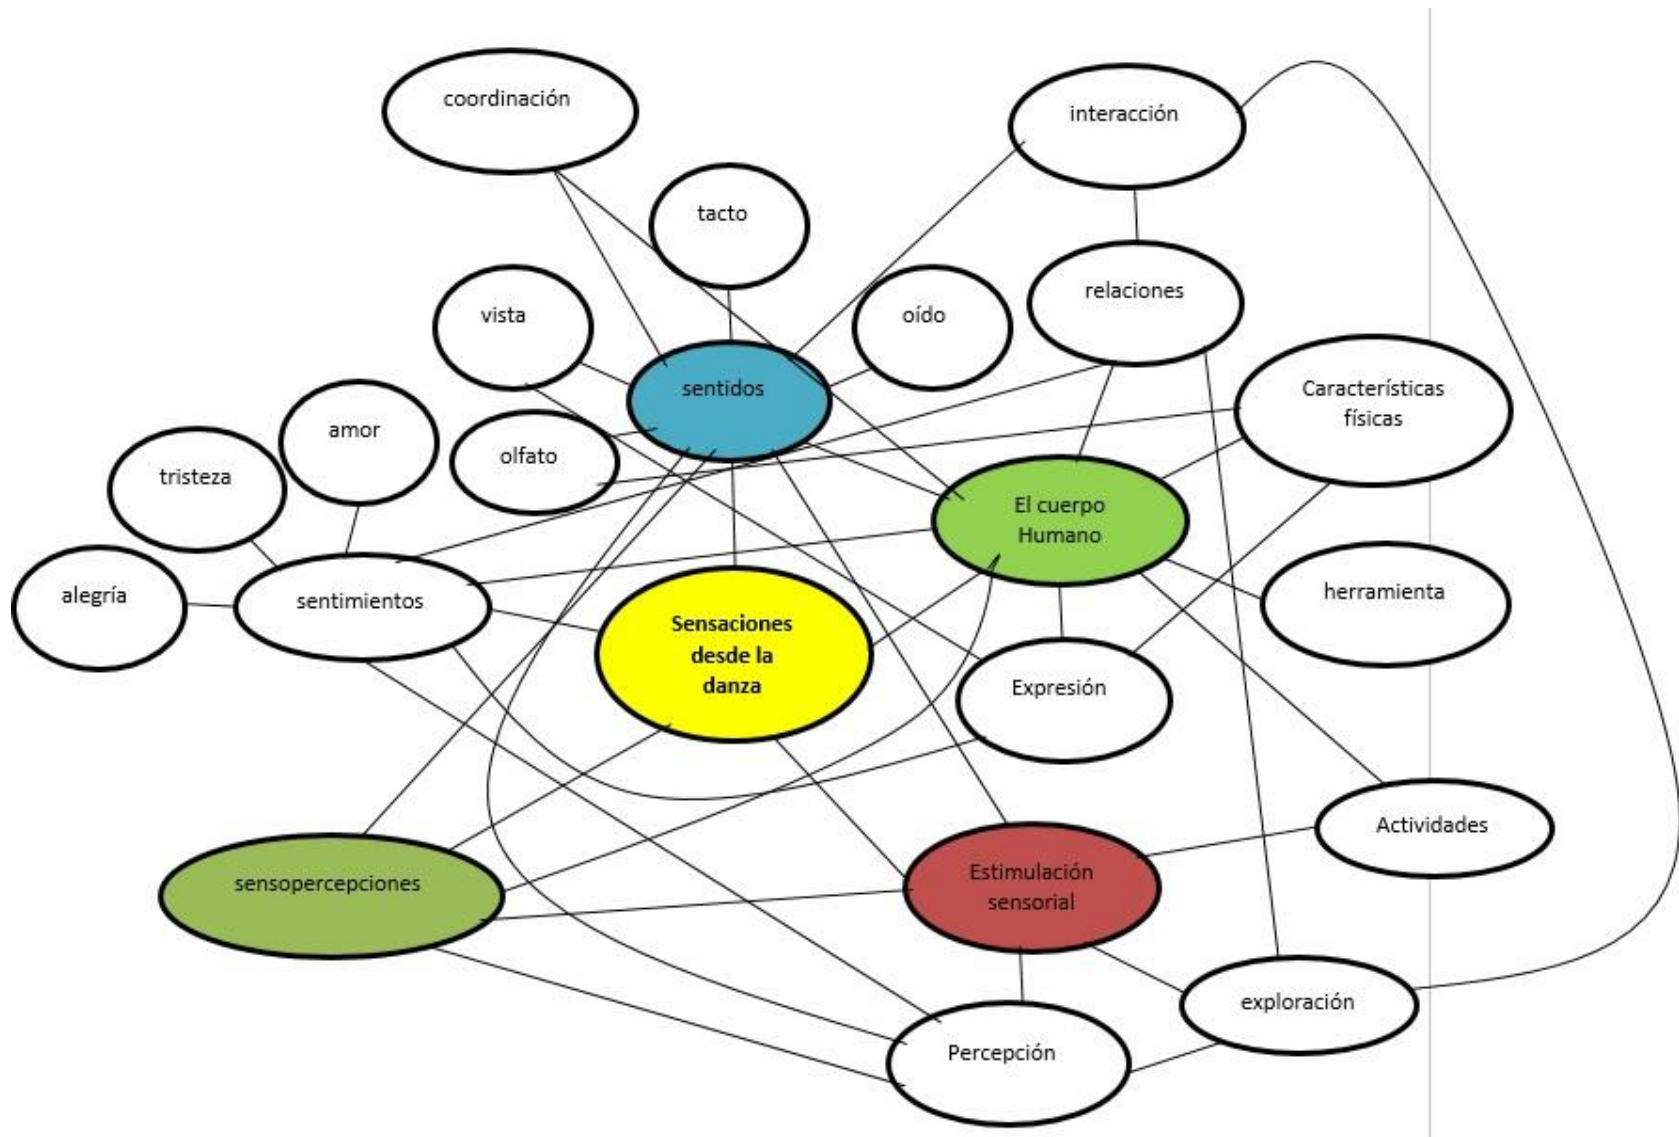 coordinación
interacción
tacto
relaciones
vista
oído
sentidos
Características
físicas
amor
olfato
tristeza
El cuerpo
Humano
alegría
sentimientos
herramienta
Sensaciones
desde la
danza
Expresión
Actividades
sensopercepciones
Estimulación
sensorial
exploración
Percepción